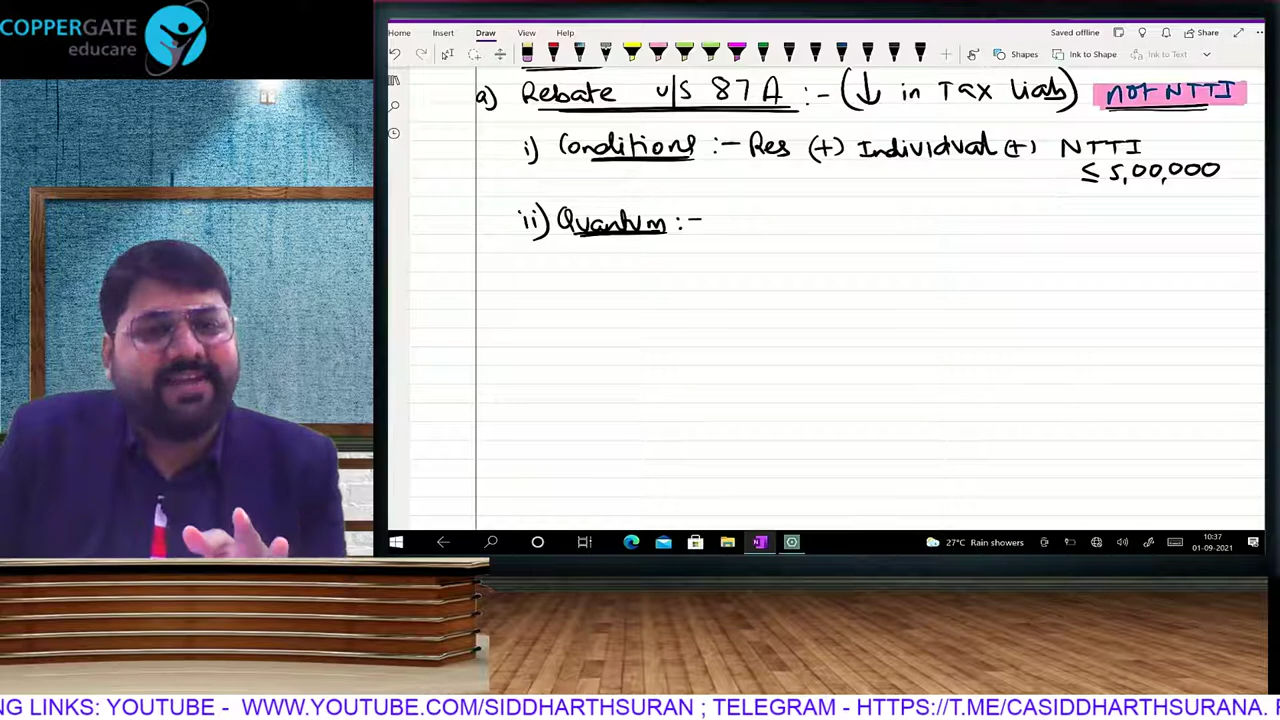 COPPERGATE
educare
Home Insert Draw View Help
Saved offline Share
Shapes Ink to Shape Ink to Text
a) Rebate u/s 87A :- (↓ in Tax liab) not NTTI
i) Conditions :- Res (+) Individual (+) NTTI
≤ 5,00,000
ii) Quantum :-
27°C Rain showers 10:37
01-09-2021
NG LINKS: YOUTUBE - WWW.YOUTUBE.COM/SIDDHARTHSURAN ; TELEGRAM - HTTPS://T.ME/CASIDDHARTHSURANA.